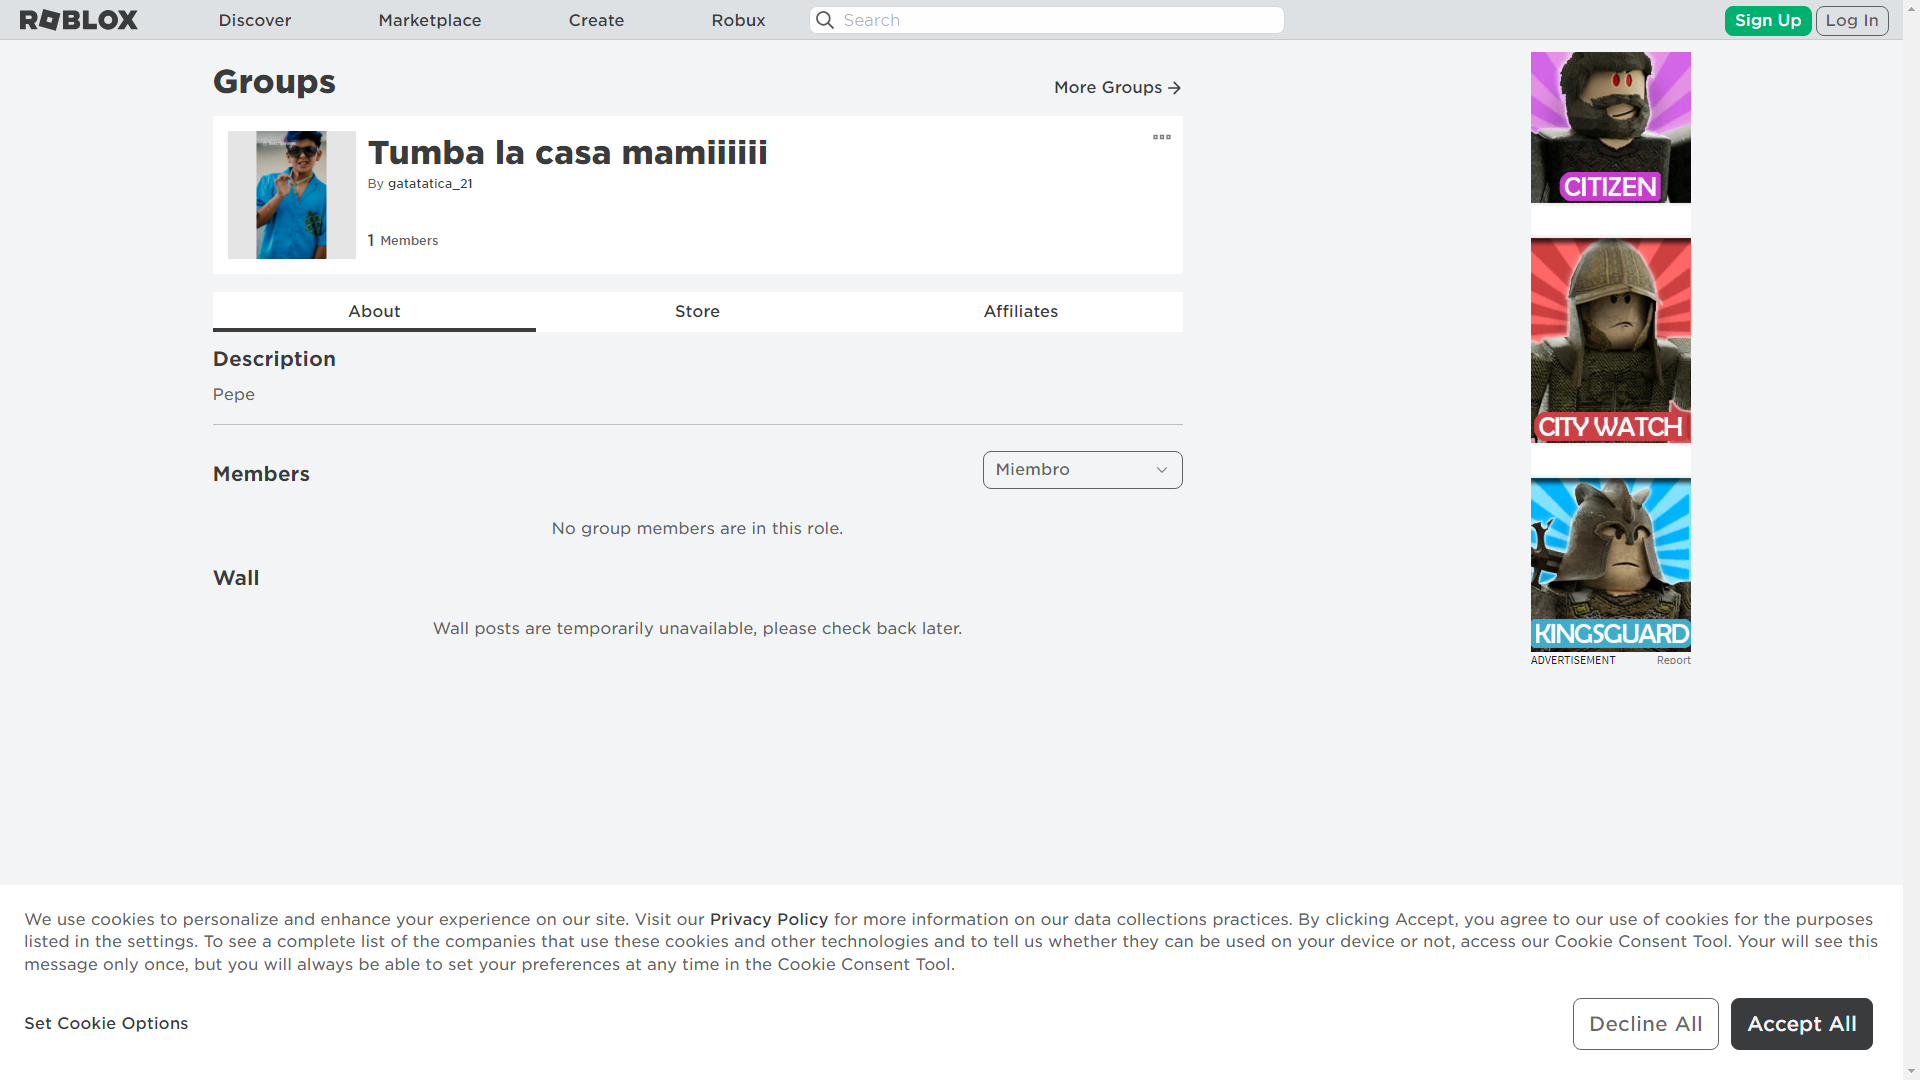 ROBLOX
Discover
Marketplace
Create
Robux
Search
Sign Up
Log In
Groups
More Groups
Tumba la casa mamiiiiii
By gatatatica_21
1 Members
About
Store
Affiliates
Description
Pepe
Members
Miembro
No group members are in this role.
Wall
Wall posts are temporarily unavailable, please check back later.
CITIZEN
CITY WATCH
KINGSGUARD
ADVERTISEMENT
Report
We use cookies to personalize and enhance your experience on our site. Visit our Privacy Policy for more information on our data collections practices. By clicking Accept, you agree to our use of cookies for the purposes
listed in the settings. To see a complete list of the companies that use these cookies and other technologies and to tell us whether they can be used on your device or not, access our Cookie Consent Tool. Your will see this
message only once, but you will always be able to set your preferences at any time in the Cookie Consent Tool.
Set Cookie Options
Decline All
Accept All